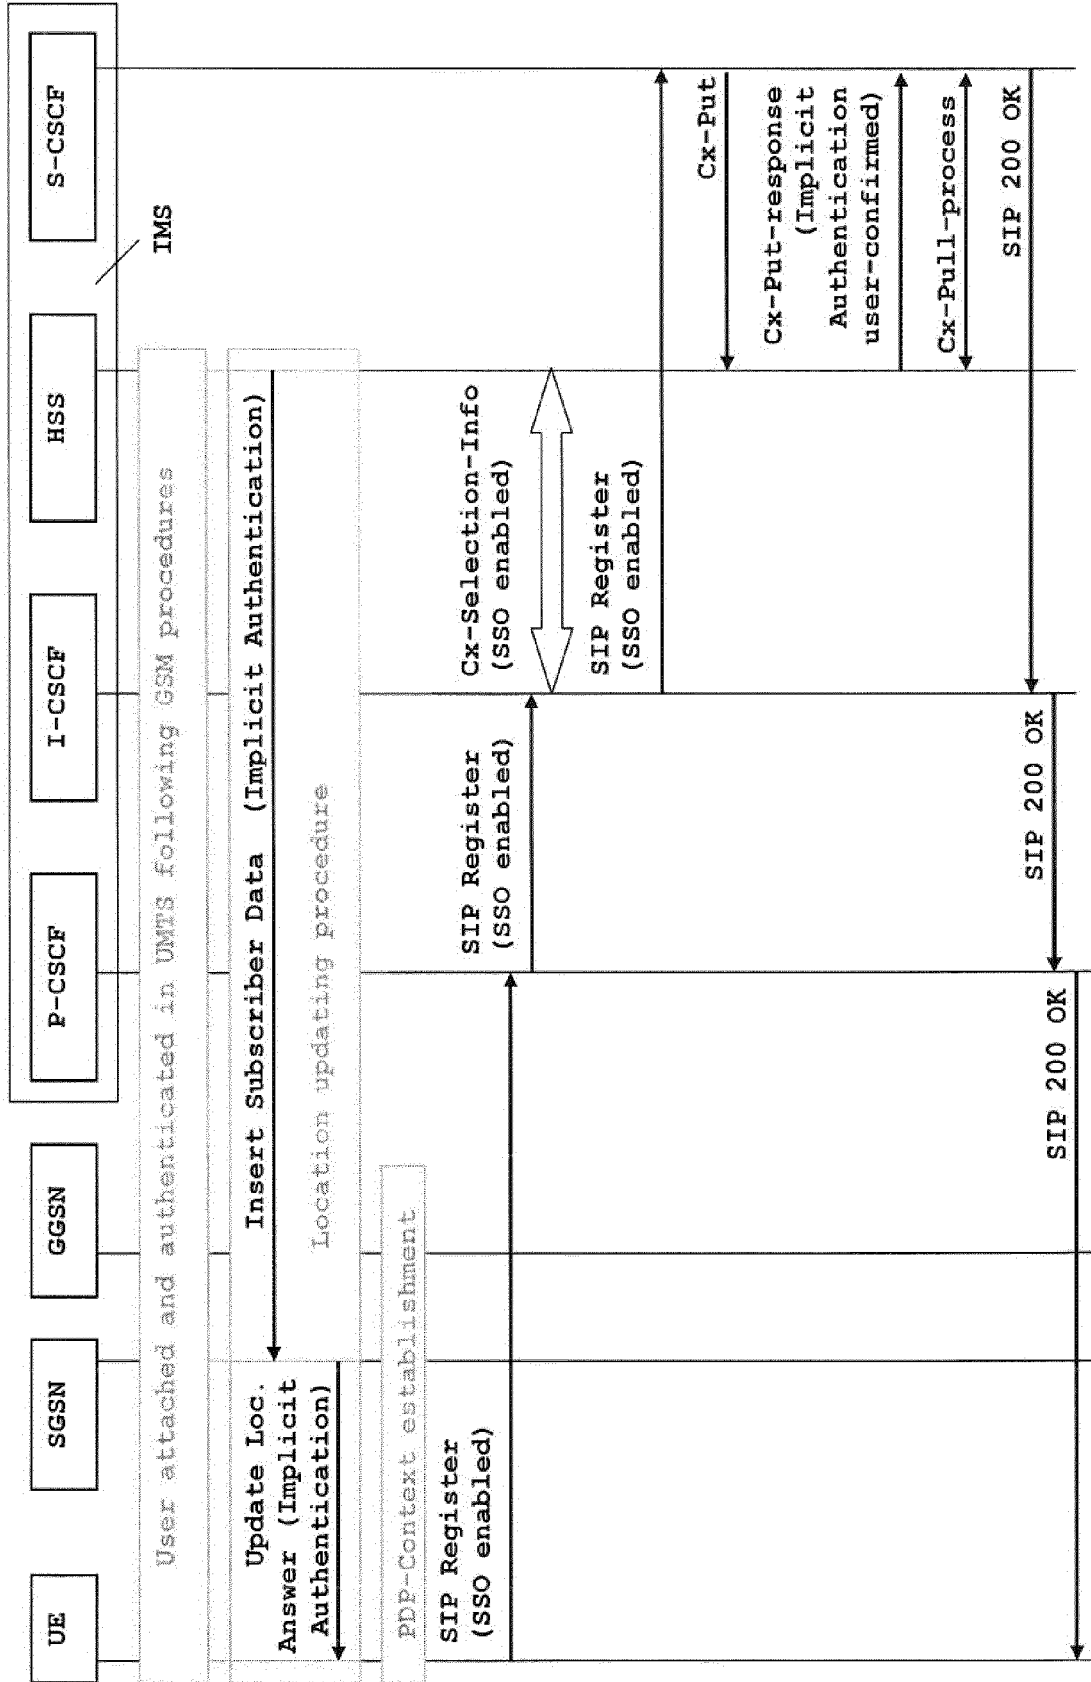 UE
SGSN
GGSN
P-CSCF
I-CSCF
HSS
S-CSCF
IMS
User attached and authenticated in UMTS following GSM procedures
Insert Subscriber Data (Implicit Authentication)
Update Loc.
Answer (Implicit
Authentication)
Location updating procedure
PDP-Context establishment
SIP Register
(SSO enabled)
SIP Register
(SSO enabled)
Cx-Selection-Info
(SSO enabled)
SIP Register
(SSO enabled)
Cx-Put
Cx-Put-response
(Implicit
Authentication
user-confirmed)
Cx-Pull-process
SIP 200 OK
SIP 200 OK
SIP 200 OK